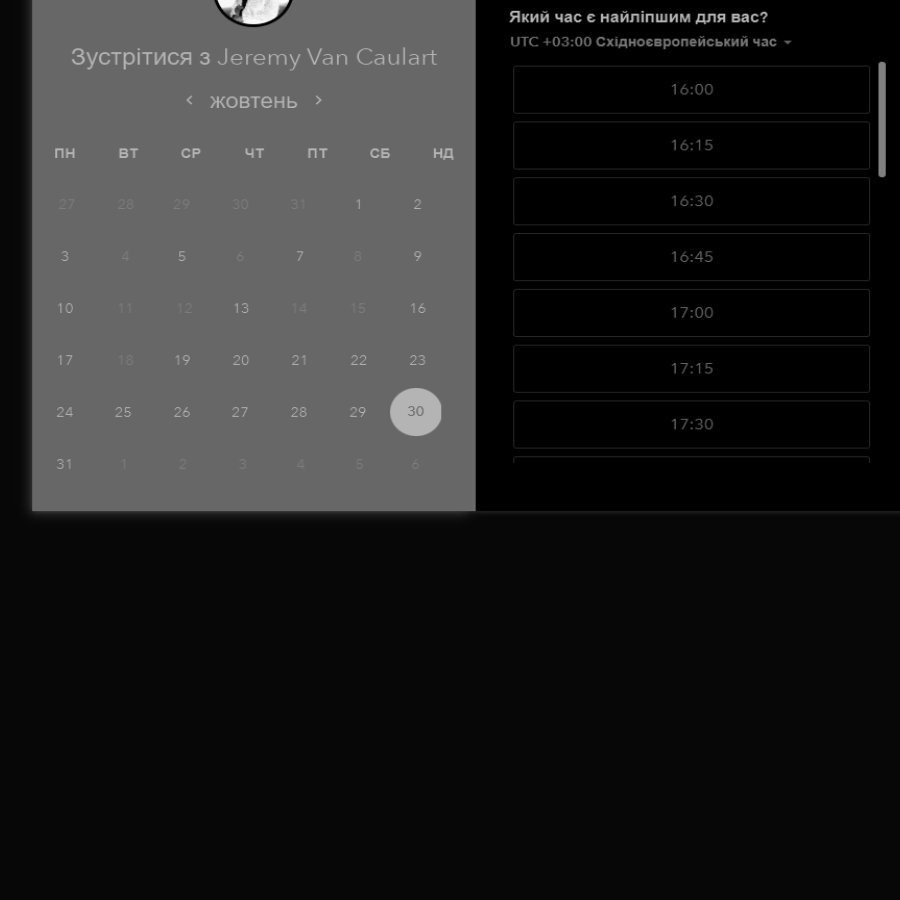 Зустрітися з Jeremy Van Caulart
жовтень
ПН ВТ СР ЧТ ПТ СБ НД
27 28 29 30 31 1 2
3 4 5 6 7 8 9
10 11 12 13 14 15 16
17 18 19 20 21 22 23
24 25 26 27 28 29 30
31 1 2 3 4 5 6
Який час є найліпшим для вас?
UTC +03:00 Східноєвропейський час
16:00
16:15
16:30
16:45
17:00
17:15
17:30